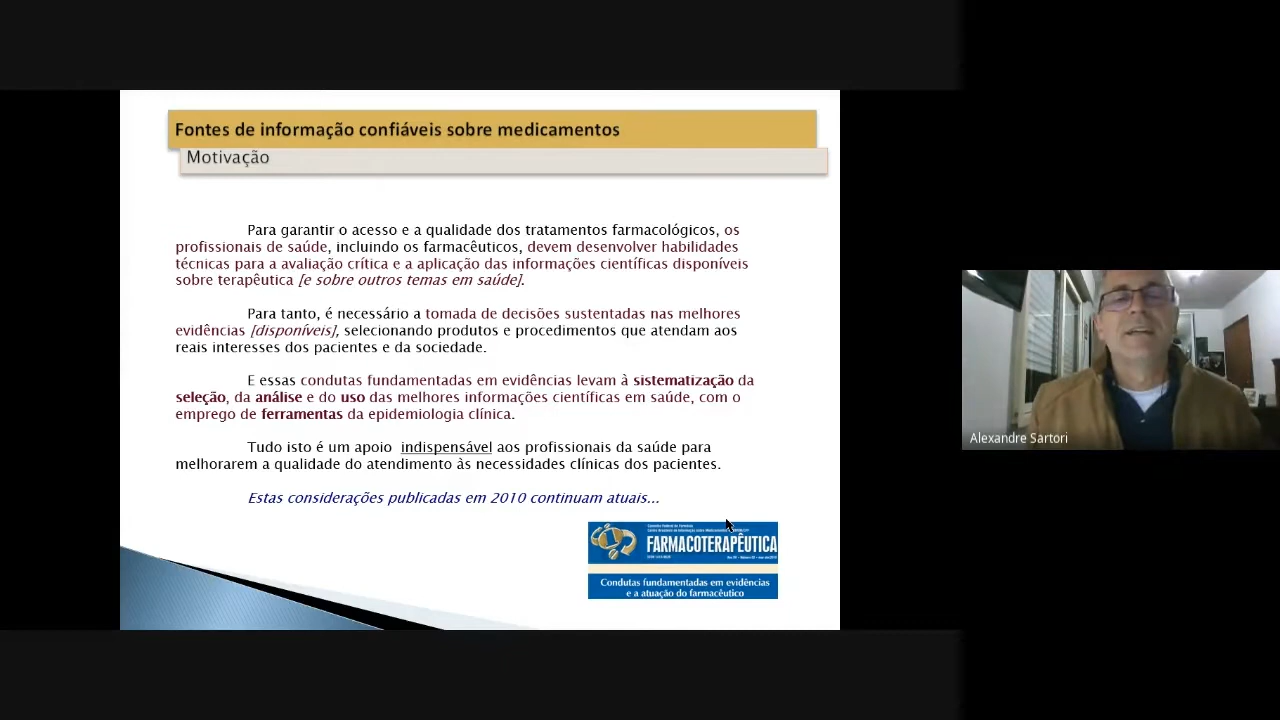 Fontes de informação confiáveis sobre medicamentos
Motivação
Para garantir o acesso e a qualidade dos tratamentos farmacológicos, os
profissionais de saúde, incluindo os farmacêuticos, devem desenvolver habilidades
técnicas para a avaliação crítica e a aplicação das informações científicas disponíveis
sobre terapêutica [e sobre outros temas em saúde].
Para tanto, é necessário a tomada de decisões sustentadas nas melhores
evidências [disponíveis], selecionando produtos e procedimentos que atendam aos
reais interesses dos pacientes e da sociedade.
E essas condutas fundamentadas em evidências levam à sistematização da
seleção, da análise e do uso das melhores informações científicas em saúde, com o
emprego de ferramentas da epidemiologia clínica.
Tudo isto é um apoio indispensável aos profissionais da saúde para
melhorarem a qualidade do atendimento às necessidades clínicas dos pacientes.
Estas considerações publicadas em 2010 continuam atuais...
Conselho Federal de Farmácia
FARMACOTERAPÊUTICA
Condutas fundamentadas em evidências
e a atuação do farmacêutico
Alexandre Sartori